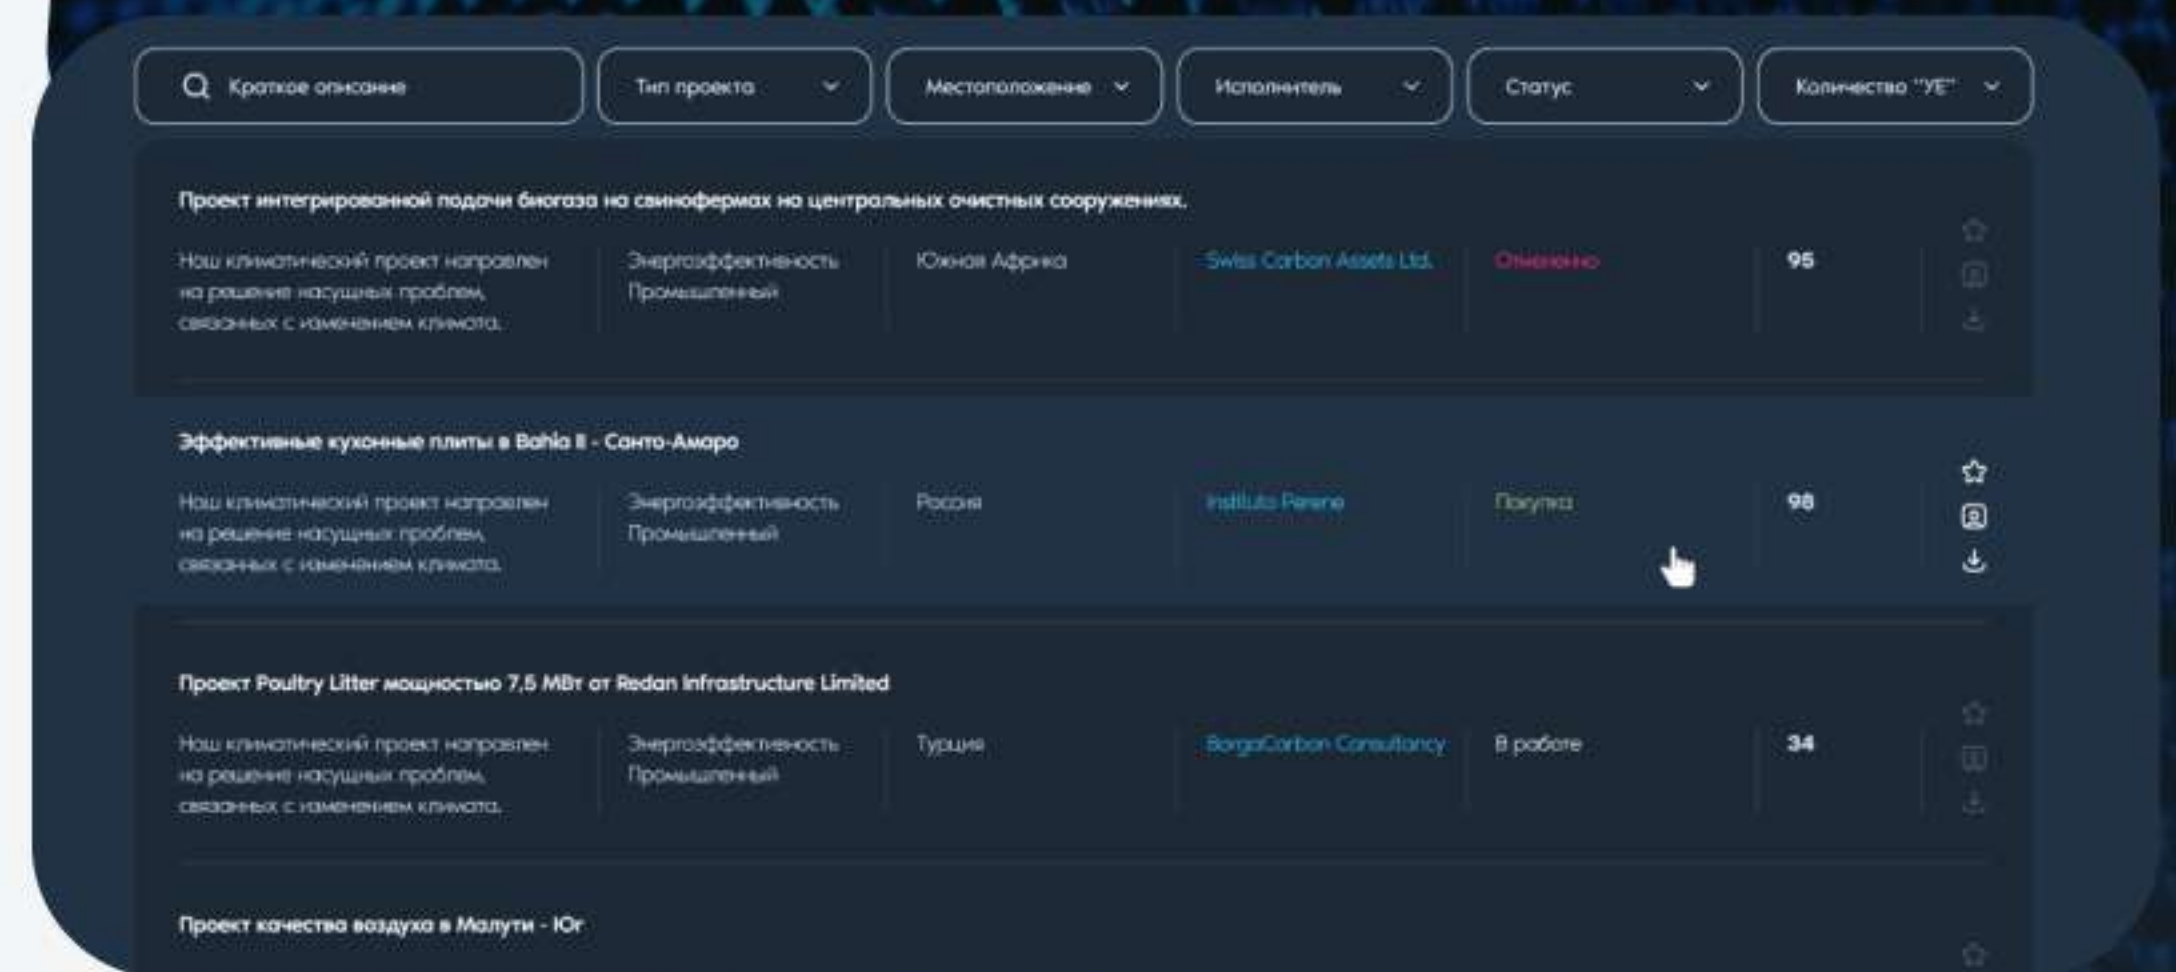 Краткое описание
Тип проекта
Местоположение
Исполнитель
Статус
Количество "УЕ"
Проект интегрированной подачи биогаза на свинофермах на центральных очистных сооружениях.
Наш климатический проект направлен
на решение насущных проблем,
связанных с изменением климата.
Энергоэффективность
Промышленный
Южная Африка
Swiss Carbon Assets Ltd.
Отменено
95
Эффективные кухонные плиты в Bahia II - Санто-Амаро
Наш климатический проект направлен
на решение насущных проблем,
связанных с изменением климата.
Энергоэффективность
Промышленный
Россия
Instituto Perene
Покупка
98
Проект Poultry Litter мощностью 7,5 МВт от Redan Infrastructure Limited
Наш климатический проект направлен
на решение насущных проблем,
связанных с изменением климата.
Энергоэффективность
Промышленный
Турция
BorgaCarbon Consultancy
В работе
34
Проект качества воздуха в Малути - Юг